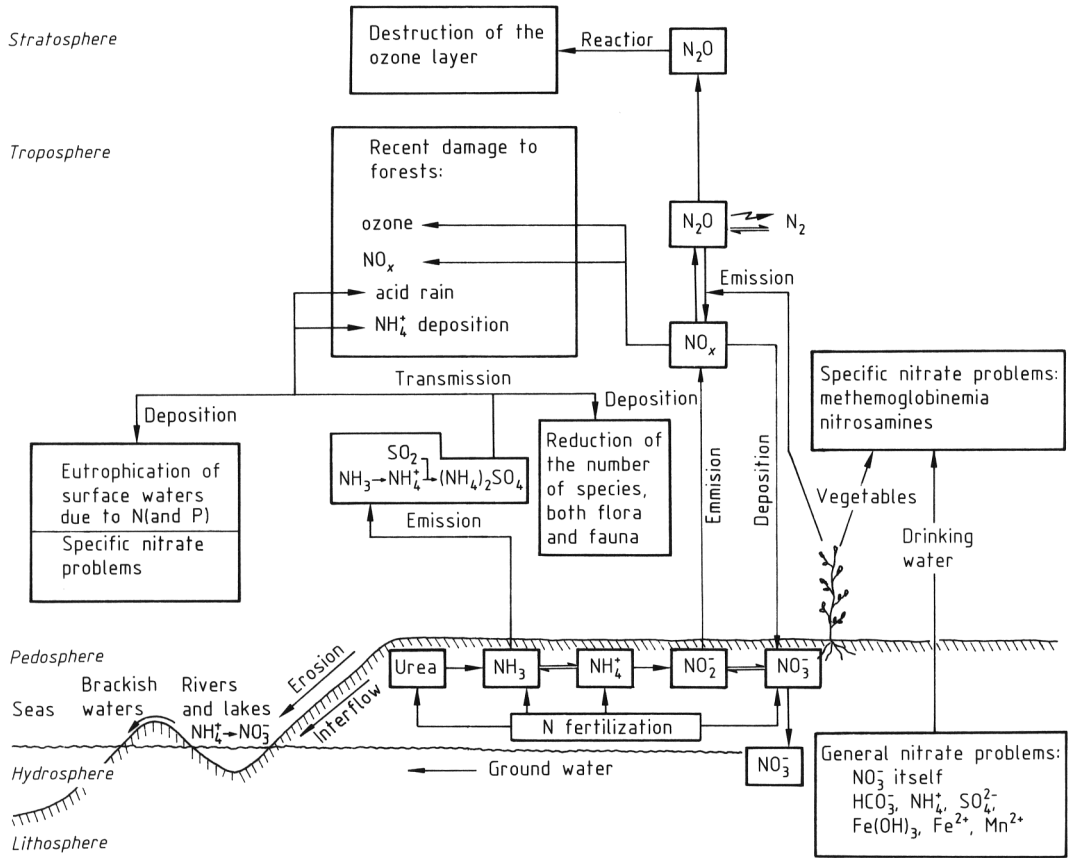 Stratosphere
Destruction of the
ozone layer
Reactior
N₂O
Troposphere
Recent damage to
forests:
ozone
NOₓ
acid rain
NH₄⁺ deposition
N₂O
N₂
Emission
NOₓ
Transmission
Deposition
Deposition
Eutrophication of
surface waters
due to N(and P)
Specific nitrate
problems
SO₂
NH₃→NH₄⁺→(NH₄)₂SO₄
Emission
Reduction of
the number
of species,
both flora
and fauna
Emmision
Deposition
Specific nitrate problems:
methemoglobinemia
nitrosamines
Vegetables
Drinking
water
Pedosphere
Urea
NH₃
NH₄⁺
NO₂⁻
NO₃⁻
N fertilization
Erosion
Interflow
Seas
Brackish
waters
Rivers
and lakes
NH₄⁺→NO₃⁻
NO₃⁻
Ground water
Hydrosphere
Lithosphere
General nitrate problems:
NO₃⁻ itself
HCO₃⁻, NH₄⁺, SO₄²⁻,
Fe(OH)₃, Fe²⁺, Mn²⁺